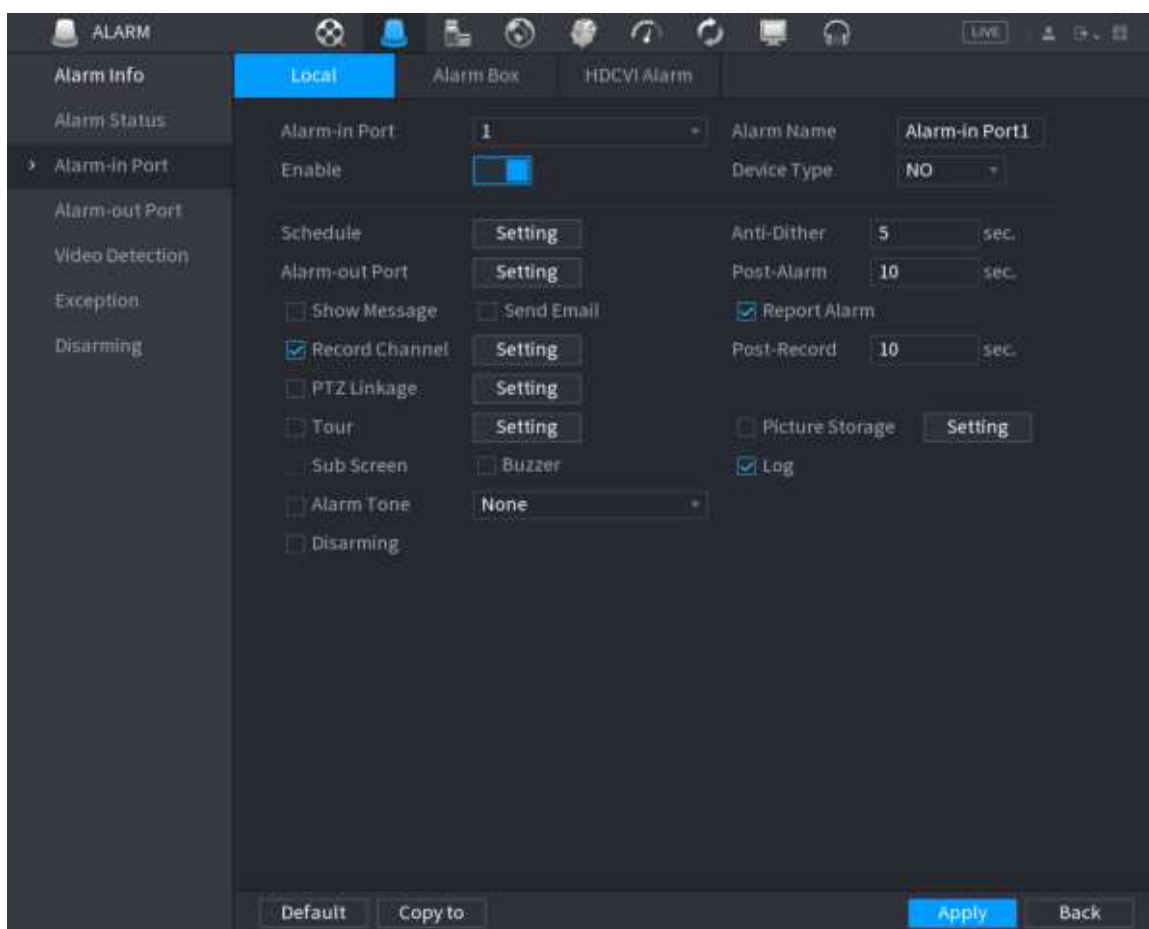 ALARM LIVE
Alarm Info
Alarm Status
Alarm-in Port
Alarm-out Port
Video Detection
Exception
Disarming
Local Alarm Box HDCVI Alarm
Alarm-in Port 1 Alarm Name Alarm-in Port1
Enable Device Type NO
Schedule Setting Anti-Dither 5 sec.
Alarm-out Port Setting Post-Alarm 10 sec.
Show Message Send Email Report Alarm
Record Channel Setting Post-Record 10 sec.
PTZ Linkage Setting
Tour Setting Picture Storage Setting
Sub Screen Buzzer Log
Alarm Tone None
Disarming
Default Copy to Apply Back